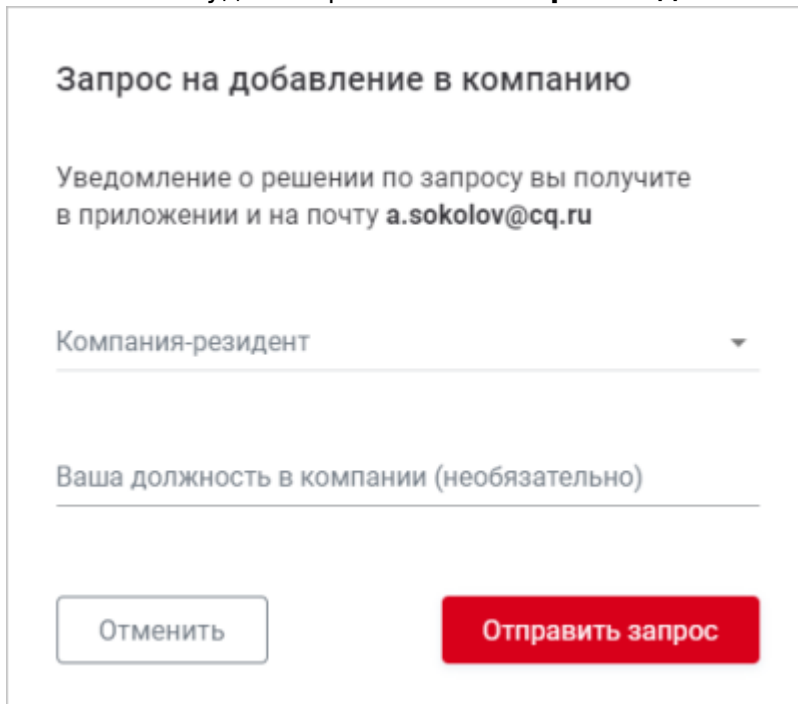 Запрос на добавление в компанию
Уведомление о решении по запросу вы получите
в приложении и на почту a.sokolov@cq.ru
Компания-резидент
Ваша должность в компании (необязательно)
Отменить
Отправить запрос